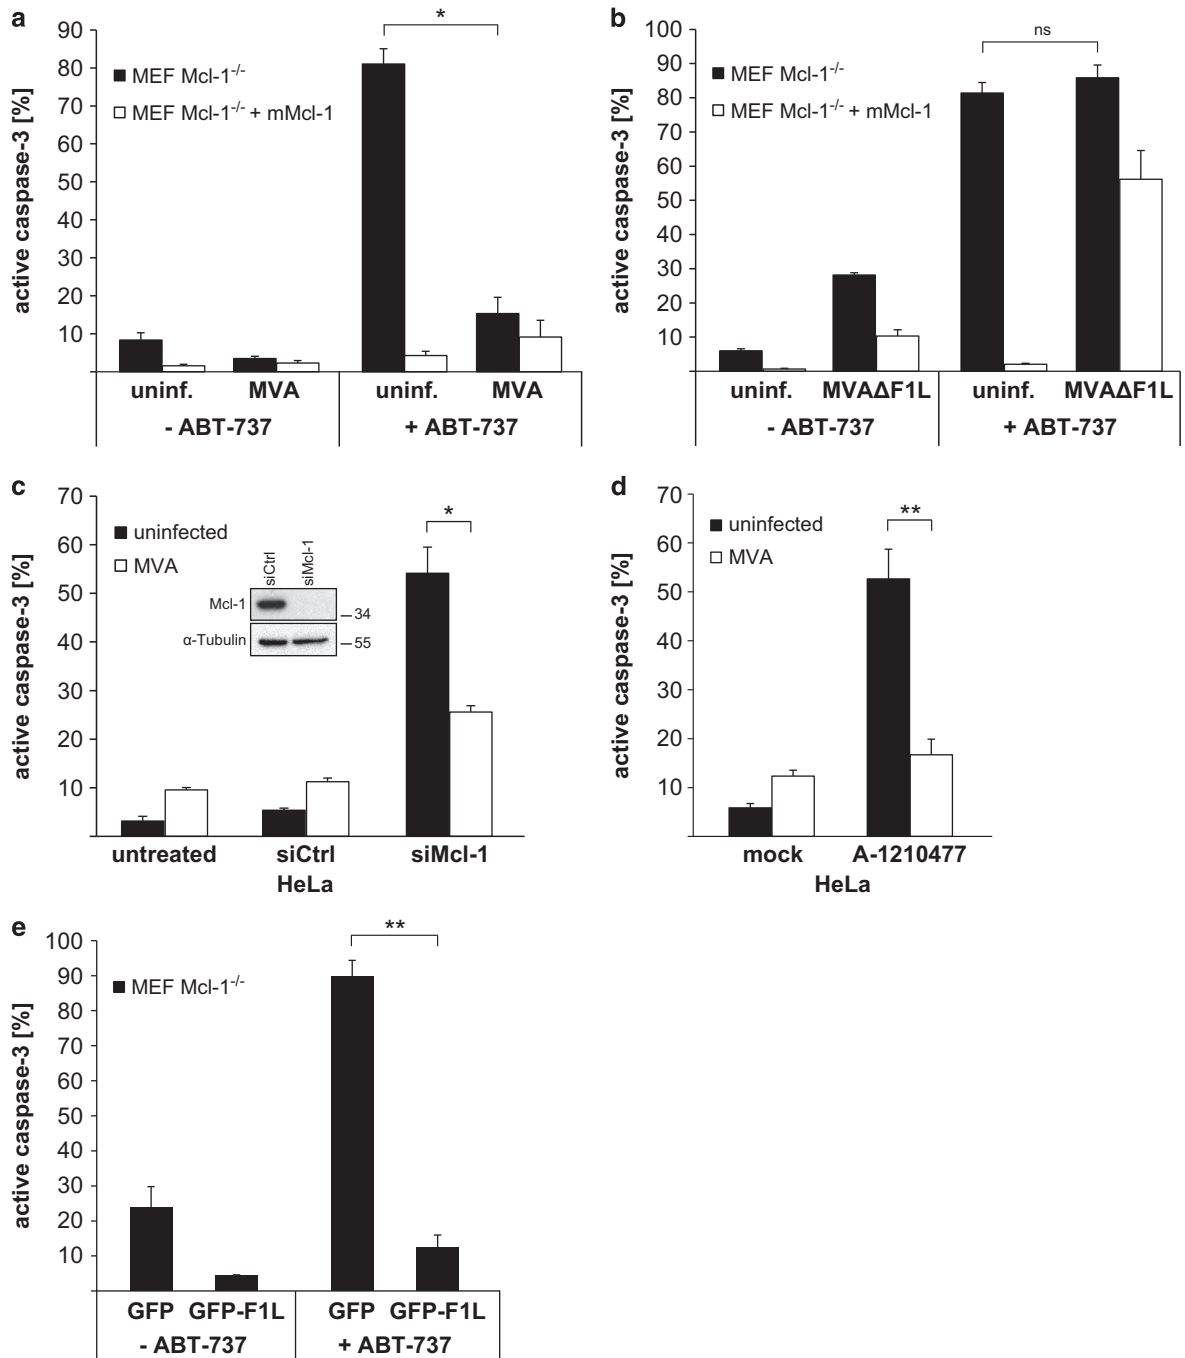 a
active caspase-3 [%]
90
80
70
60
50
40
30
20
10
MEF Mcl-1-/-
MEF Mcl-1-/- + mMcl-1
*
uninf. MVA uninf. MVA
- ABT-737 + ABT-737
b
active caspase-3 [%]
100
90
80
70
60
50
40
30
20
10
MEF Mcl-1-/-
MEF Mcl-1-/- + mMcl-1
ns
uninf. MVAΔF1L uninf. MVAΔF1L
- ABT-737 + ABT-737
c
active caspase-3 [%]
70
60
50
40
30
20
10
uninfected
MVA
siCtrl
siMcl-1
Mcl-1
34
α-Tubulin
55
*
untreated siCtrl siMcl-1
HeLa
d
active caspase-3 [%]
70
60
50
40
30
20
10
uninfected
MVA
**
mock A-1210477
HeLa
e
active caspase-3 [%]
100
90
80
70
60
50
40
30
20
10
MEF Mcl-1-/-
**
GFP GFP-F1L GFP GFP-F1L
- ABT-737 + ABT-737